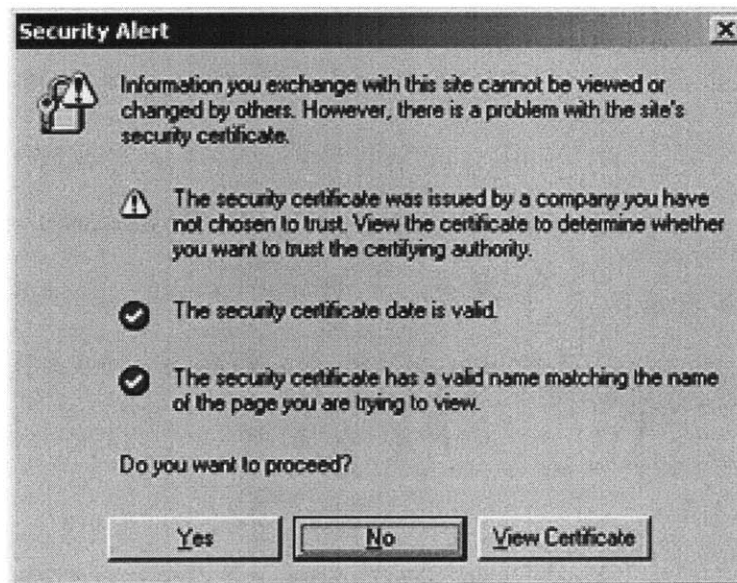 Security Alert
Information you exchange with this site cannot be viewed or
changed by others. However, there is a problem with the site's
security certificate.
The security certificate was issued by a company you have
not chosen to trust. View the certificate to determine whether
you want to trust the certifying authority.
The security certificate date is valid.
The security certificate has a valid name matching the name
of the page you are trying to view.
Do you want to proceed?
Yes
No
View Certificate